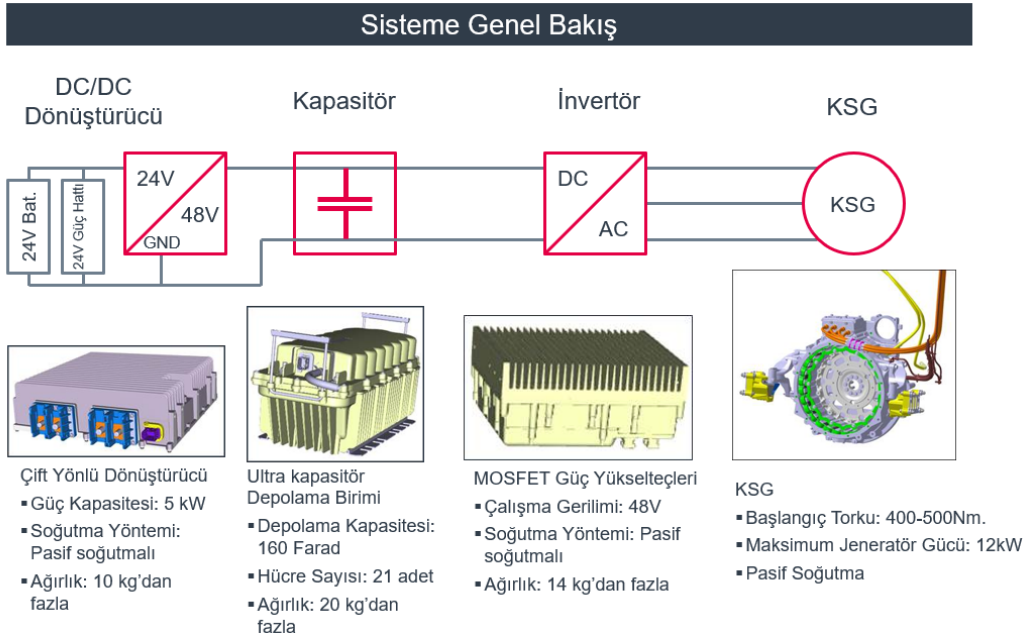 Sisteme Genel Bakış
DC/DC
Dönüştürücü
Kapasitör
İnvertör
KSG
24V Bat.
24V Güç Hattı
24V
48V
GND
DC
AC
KSG
Çift Yönlü Dönüştürücü
▪Güç Kapasitesi: 5 kW
▪Soğutma Yöntemi:
Pasif soğutmalı
▪Ağırlık: 10 kg’dan
fazla
Ultra kapasitör
Depolama Birimi
▪Depolama Kapasitesi:
160 Farad
▪Hücre Sayısı: 21 adet
▪Ağırlık: 20 kg’dan
fazla
MOSFET Güç Yükselteçleri
▪Çalışma Gerilimi: 48V
▪Soğutma Yöntemi: Pasif
soğutmalı
▪Ağırlık: 14 kg’dan fazla
KSG
▪Başlangıç Torku: 400-500Nm.
▪Maksimum Jeneratör Gücü: 12kW
▪Pasif Soğutma